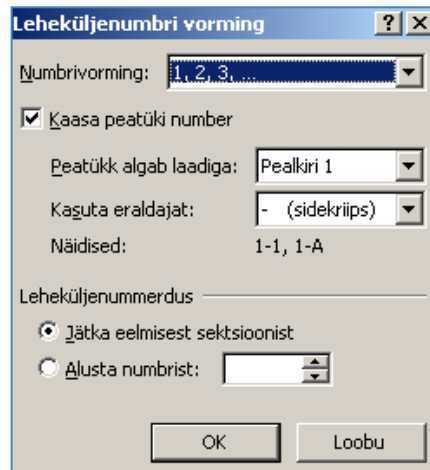 Leheküljenumbri vorming
Numbrivorming: 1, 2, 3, ...
Kaasa peatüki number
Peatükk algab laadiga: Pealkiri 1
Kasuta eraldajat: - (sidekriips)
Näidised: 1-1, 1-A
Leheküljenummerdus
Jätka eelmisest sektsioonist
Alusta numbrist:
OK Loobu